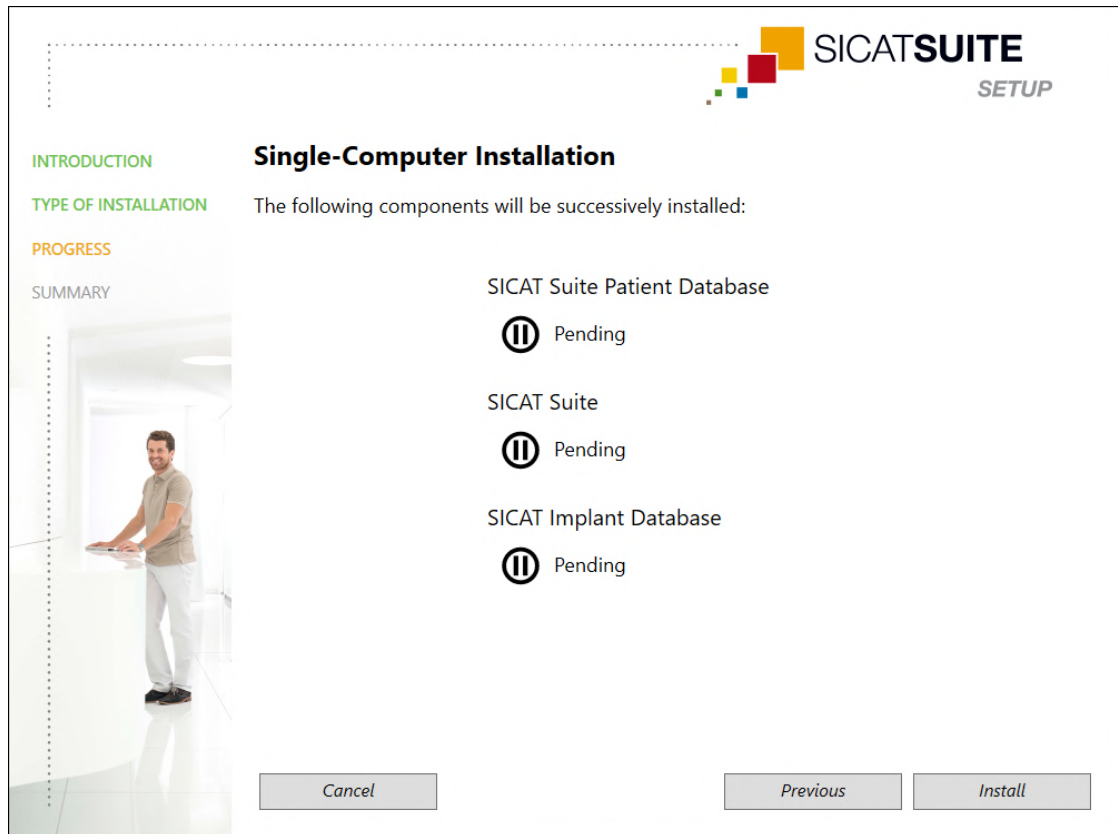 SICATSUITE
SETUP
INTRODUCTION
TYPE OF INSTALLATION
PROGRESS
SUMMARY
Single-Computer Installation
The following components will be successively installed:
SICAT Suite Patient Database
Pending
SICAT Suite
Pending
SICAT Implant Database
Pending
Cancel
Previous
Install